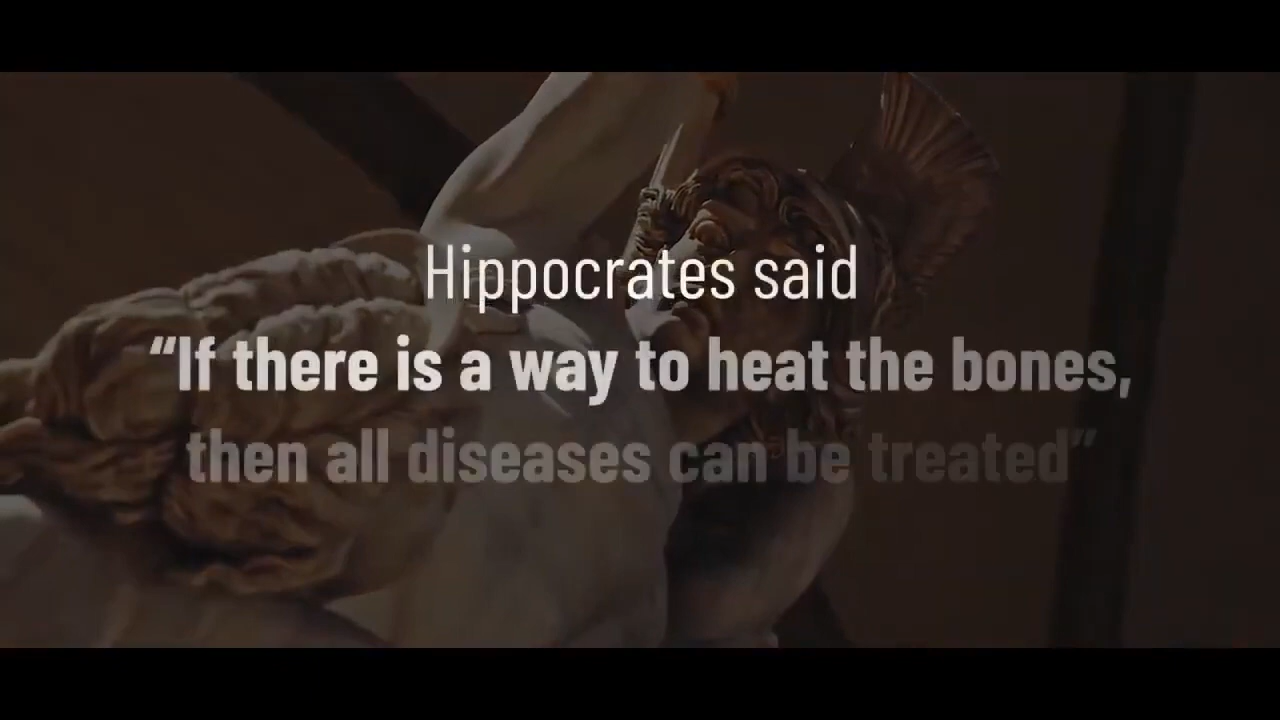 Hippocrates said
“If there is a way to heat the bones,
then all diseases can be treated”